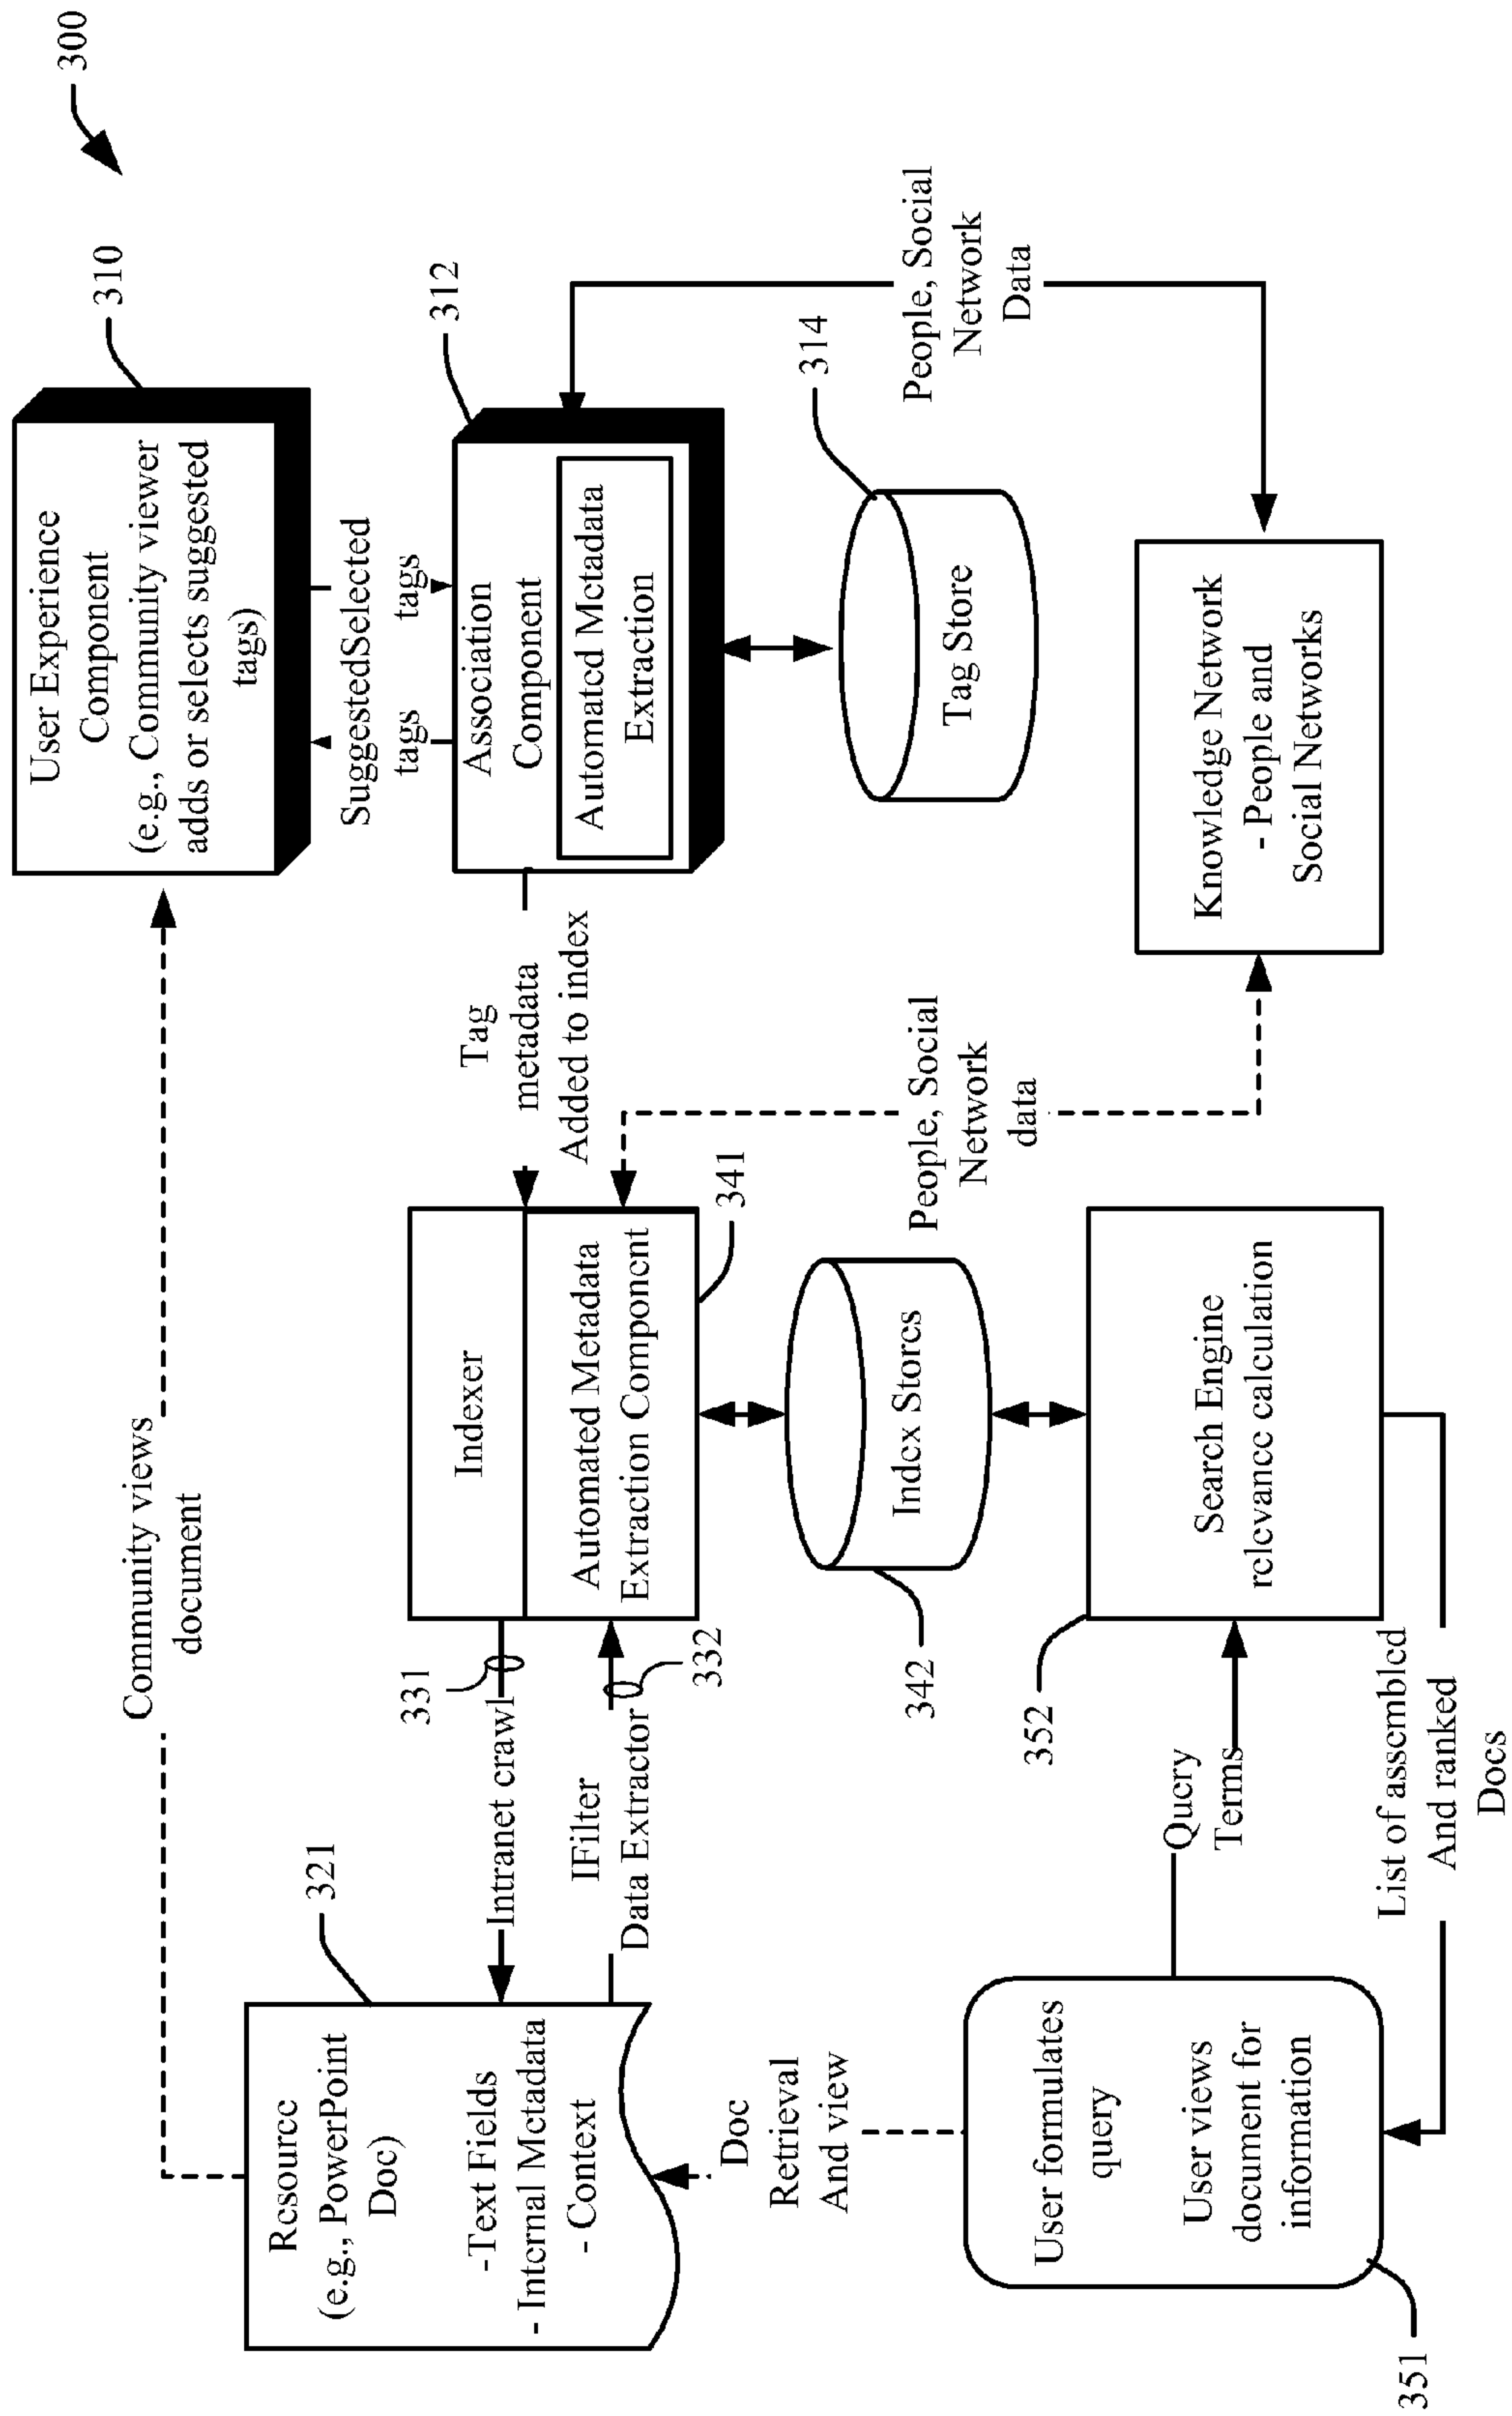 300
310
User Experience
Component
(e.g., Community viewer
adds or selects suggested
tags)
Community views
document
SuggestedSelected
tags
tags
312
Association
Component
Automated Metadata
Extraction
314
Tag Store
People, Social
Network
Data
Knowledge Network
- People and
Social Networks
Tag
metadata
Added to index
Indexer
Automated Metadata
Extraction Component
341
People, Social
Network
data
Index Stores
342
Search Engine
relevance calculation
352
331
332
Intranet crawl
IFilter
Data Extractor
321
Resource
(e.g., PowerPoint
Doc)
-Text Fields
- Internal Metadata
- Context
Doc
Retrieval
And view
Query
Terms
List of assembled
And ranked
Docs
User formulates
query
User views
document for
information
351